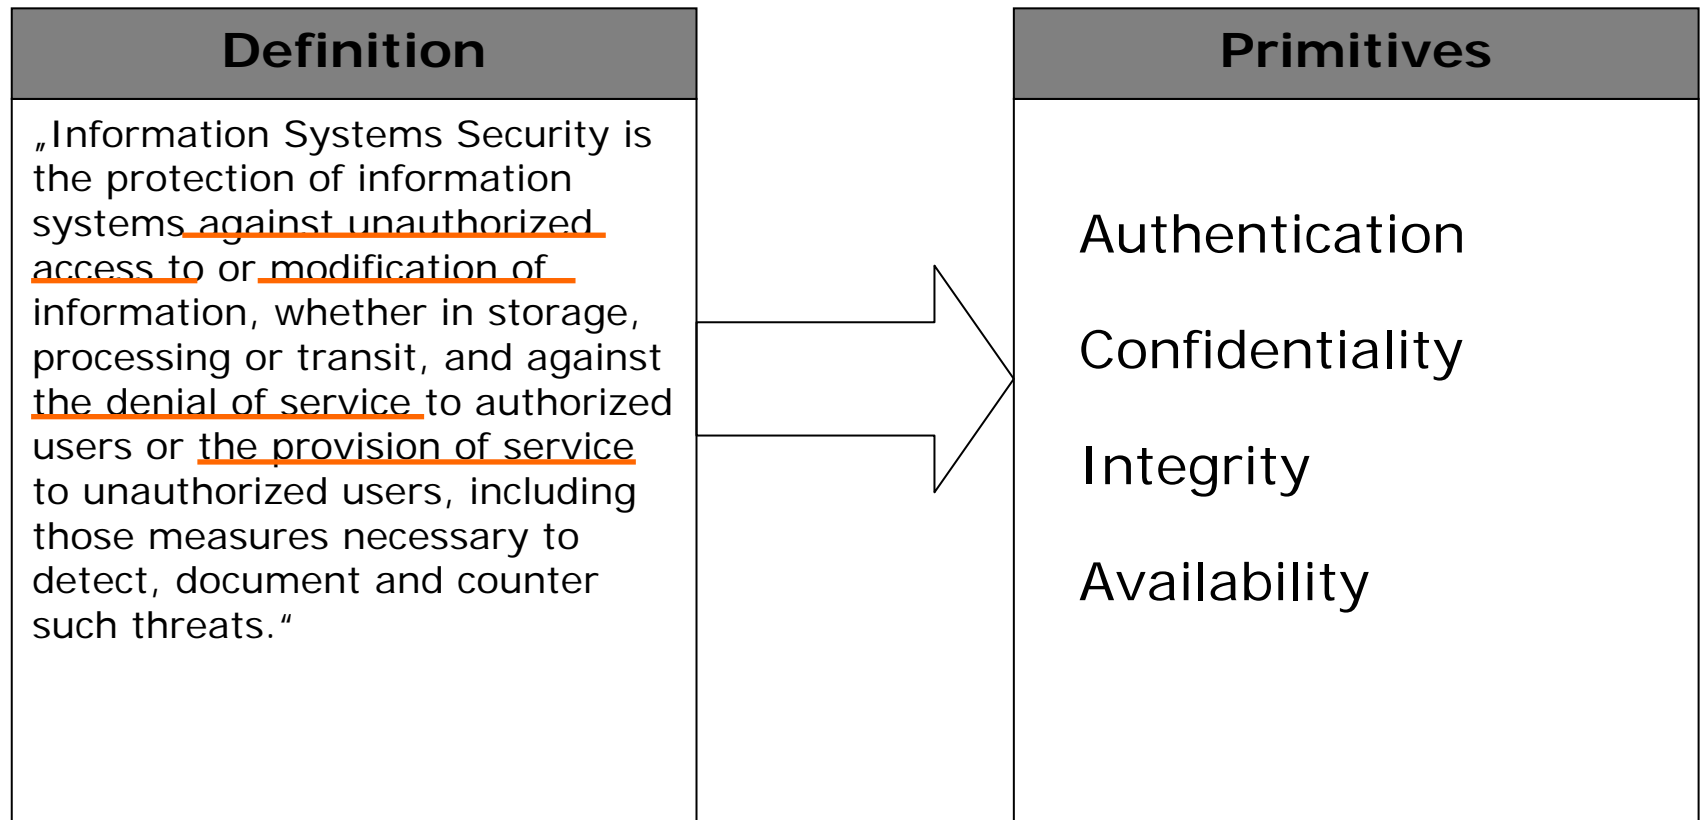 Definition
„Information Systems Security is
the protection of information
systems against unauthorized
access to or modification of
information, whether in storage,
processing or transit, and against
the denial of service to authorized
users or the provision of service
to unauthorized users, including
those measures necessary to
detect, document and counter
such threats.“
Primitives
Authentication
Confidentiality
Integrity
Availability